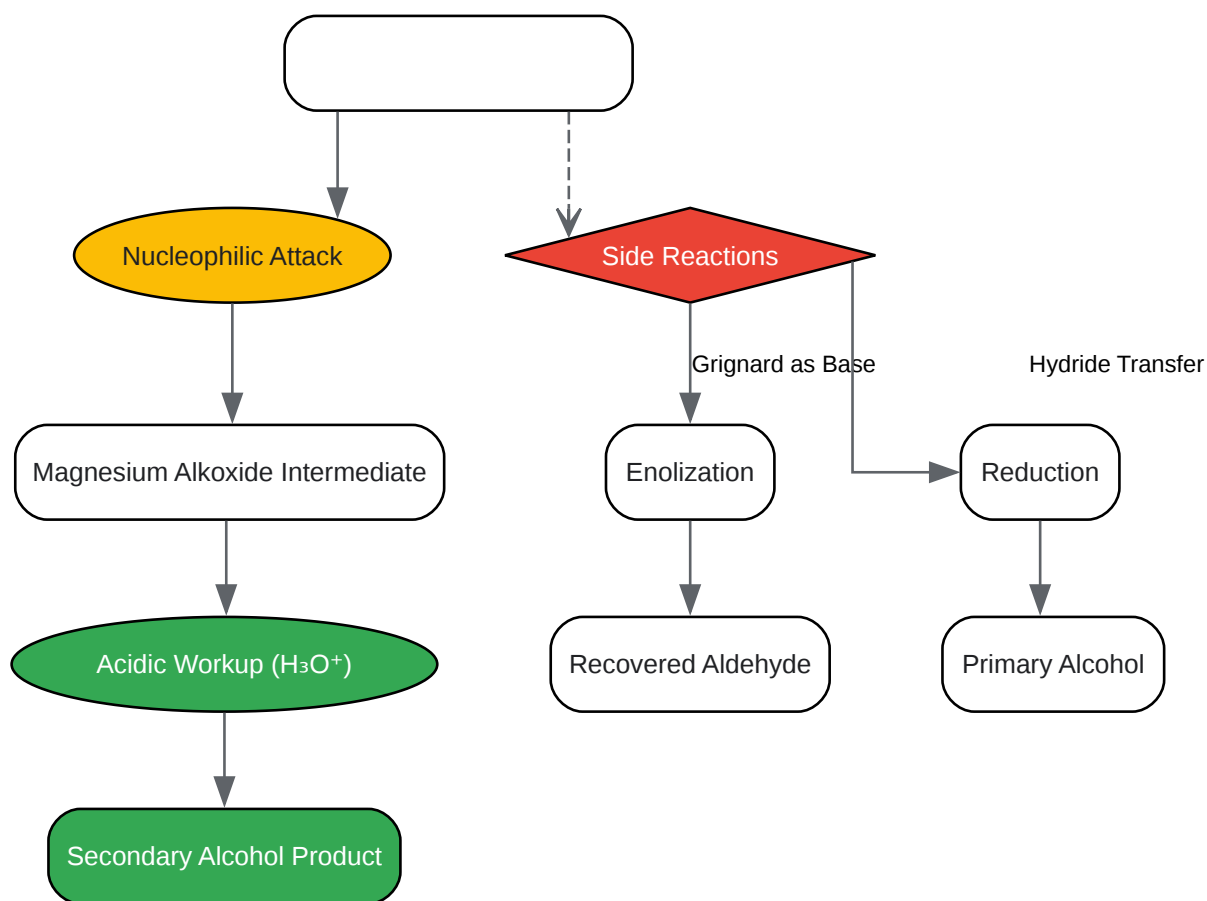 Nucleophilic Attack
Side Reactions
Grignard as Base
Hydride Transfer
Magnesium Alkoxide Intermediate
Enolization
Reduction
Acidic Workup (H₃O⁺)
Recovered Aldehyde
Primary Alcohol
Secondary Alcohol Product